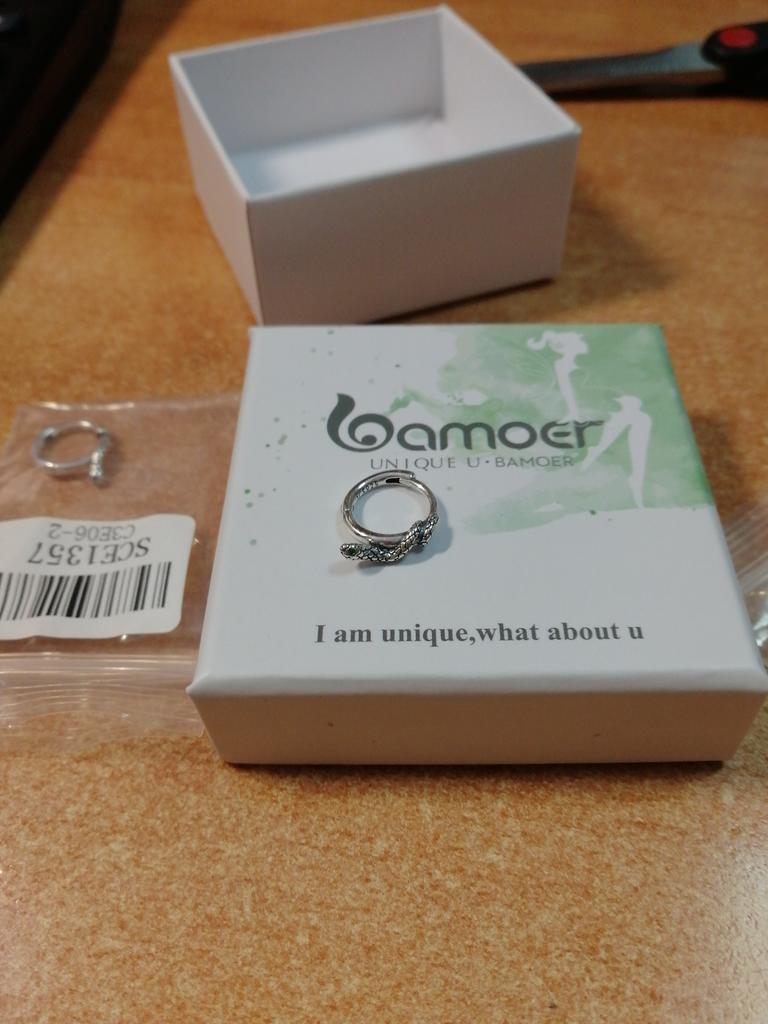 bamoer
UNIQUE U · BAMOER
I am unique,what about u
SCE1357
C3E06-2